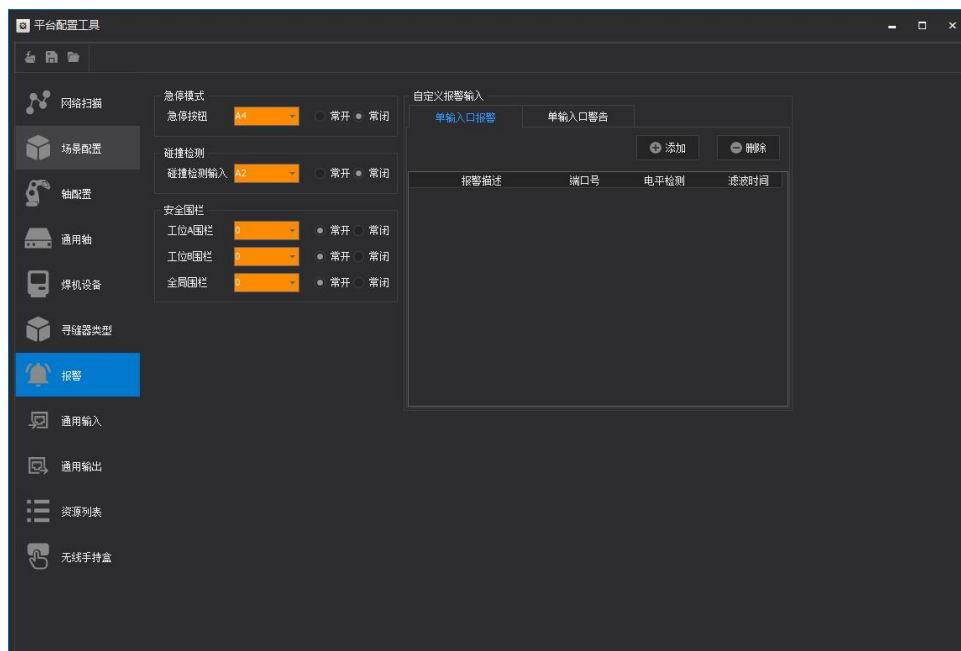 平台配置工具
网络扫描
场景配置
轴配置
通用轴
焊机设备
寻缝器类型
报警
通用输入
通用输出
资源列表
无线手持盒
急停模式
急停按钮 A4 常开 常闭
碰撞检测
碰撞检测输入 A2 常开 常闭
安全围栏
工位A围栏 0 常开 常闭
工位B围栏 0 常开 常闭
全局围栏 0 常开 常闭
自定义报警输入
单输入口报警 单输入口警告
添加 删除
报警描述 端口号 电平检测 滤波时间